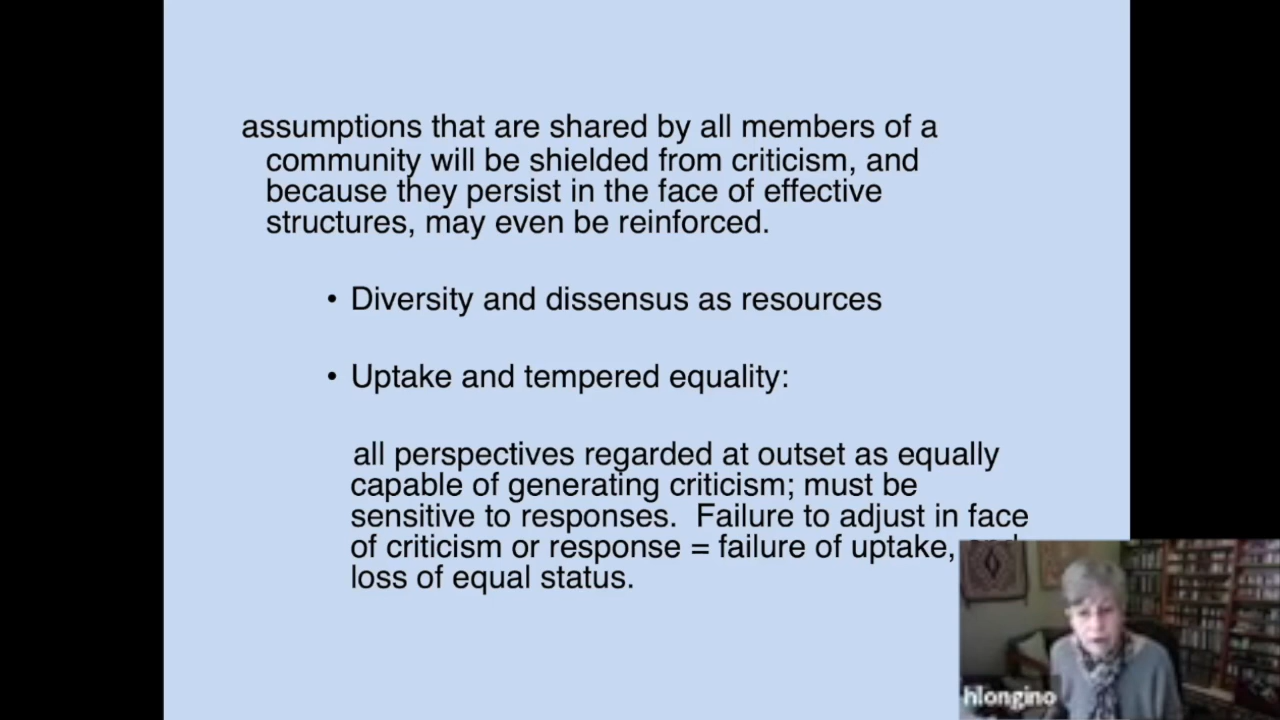 assumptions that are shared by all members of a
community will be shielded from criticism, and
because they persist in the face of effective
structures, may even be reinforced.
• Diversity and dissensus as resources
• Uptake and tempered equality:
all perspectives regarded at outset as equally
capable of generating criticism; must be
sensitive to responses. Failure to adjust in face
of criticism or response = failure of uptake, and
loss of equal status.
hlongino